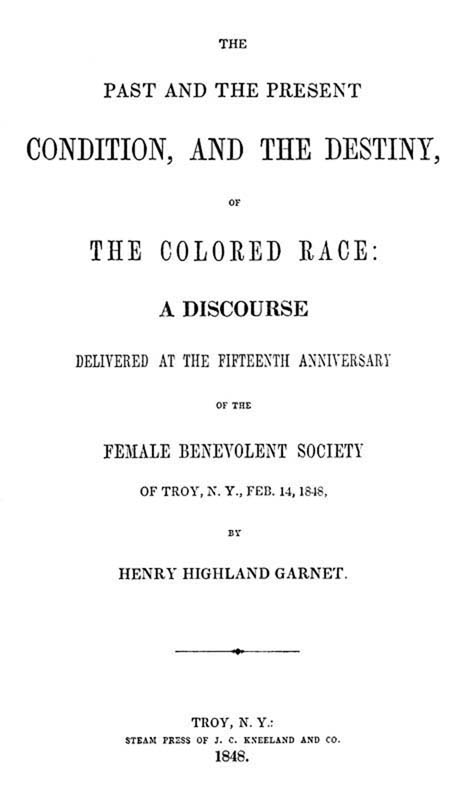 THE
PAST AND THE PRESENT
CONDITION, AND THE DESTINY,
OF
THE COLORED RACE:
A DISCOURSE
DELIVERED AT THE FIFTEENTH ANNIVERSARY
OF THE
FEMALE BENEVOLENT SOCIETY
OF TROY, N. Y., FEB. 14, 1848,
BY
HENRY HIGHLAND GARNET.
TROY, N. Y.:
STEAM PRESS OF J. C. KNEELAND AND CO.
1848.